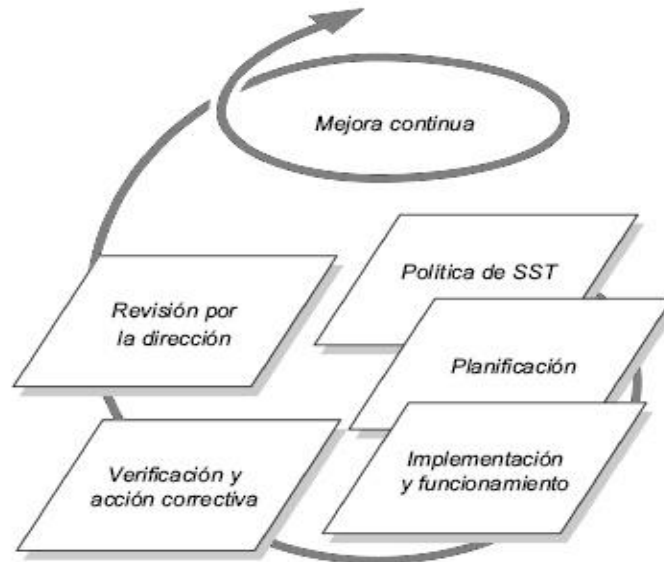 Mejora continua
Política de SST
Planificación
Implementación
y funcionamiento
Verificación y
acción correctiva
Revisión por
la dirección